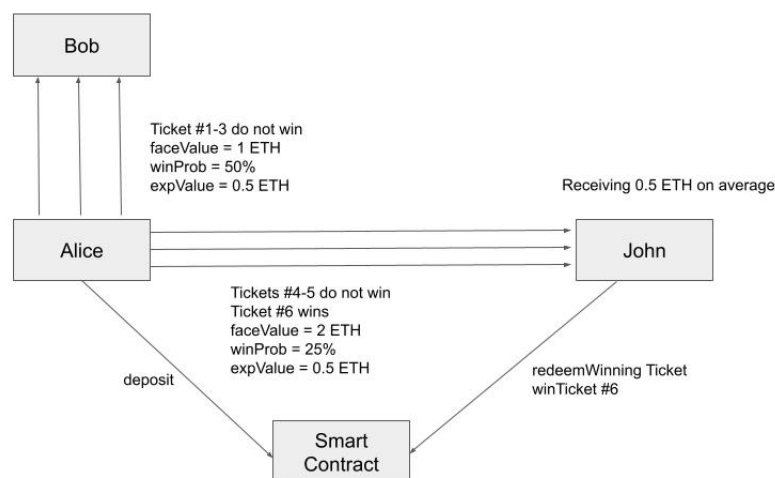 Bob
Ticket #1-3 do not win
faceValue = 1 ETH
winProb = 50%
expValue = 0.5 ETH
Receiving 0.5 ETH on average
Alice
John
Tickets #4-5 do not win
Ticket #6 wins
faceValue = 2 ETH
winProb = 25%
expValue = 0.5 ETH
deposit
redeemWinning Ticket
winTicket #6
Smart
Contract